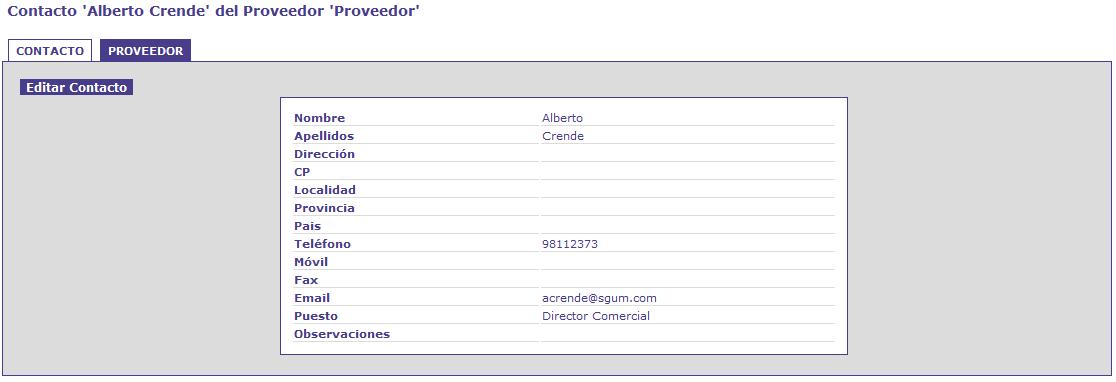 Contacto 'Alberto Crende' del Proveedor 'Proveedor'
CONTACTO PROVEEDOR
Editar Contacto
Nombre Alberto
Apellidos Crende
Dirección
CP
Localidad
Provincia
Pais
Teléfono 98112373
Móvil
Fax
Email acrende@sgum.com
Puesto Director Comercial
Observaciones